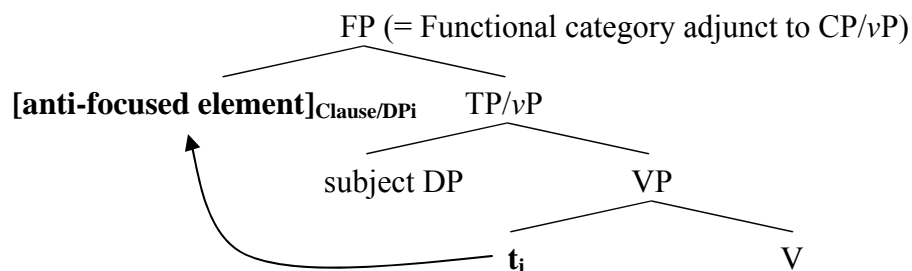 FP (= Functional category adjunct to CP/vP)
[anti-focused element]Clause/DPi TP/vP
subject DP VP
ti V